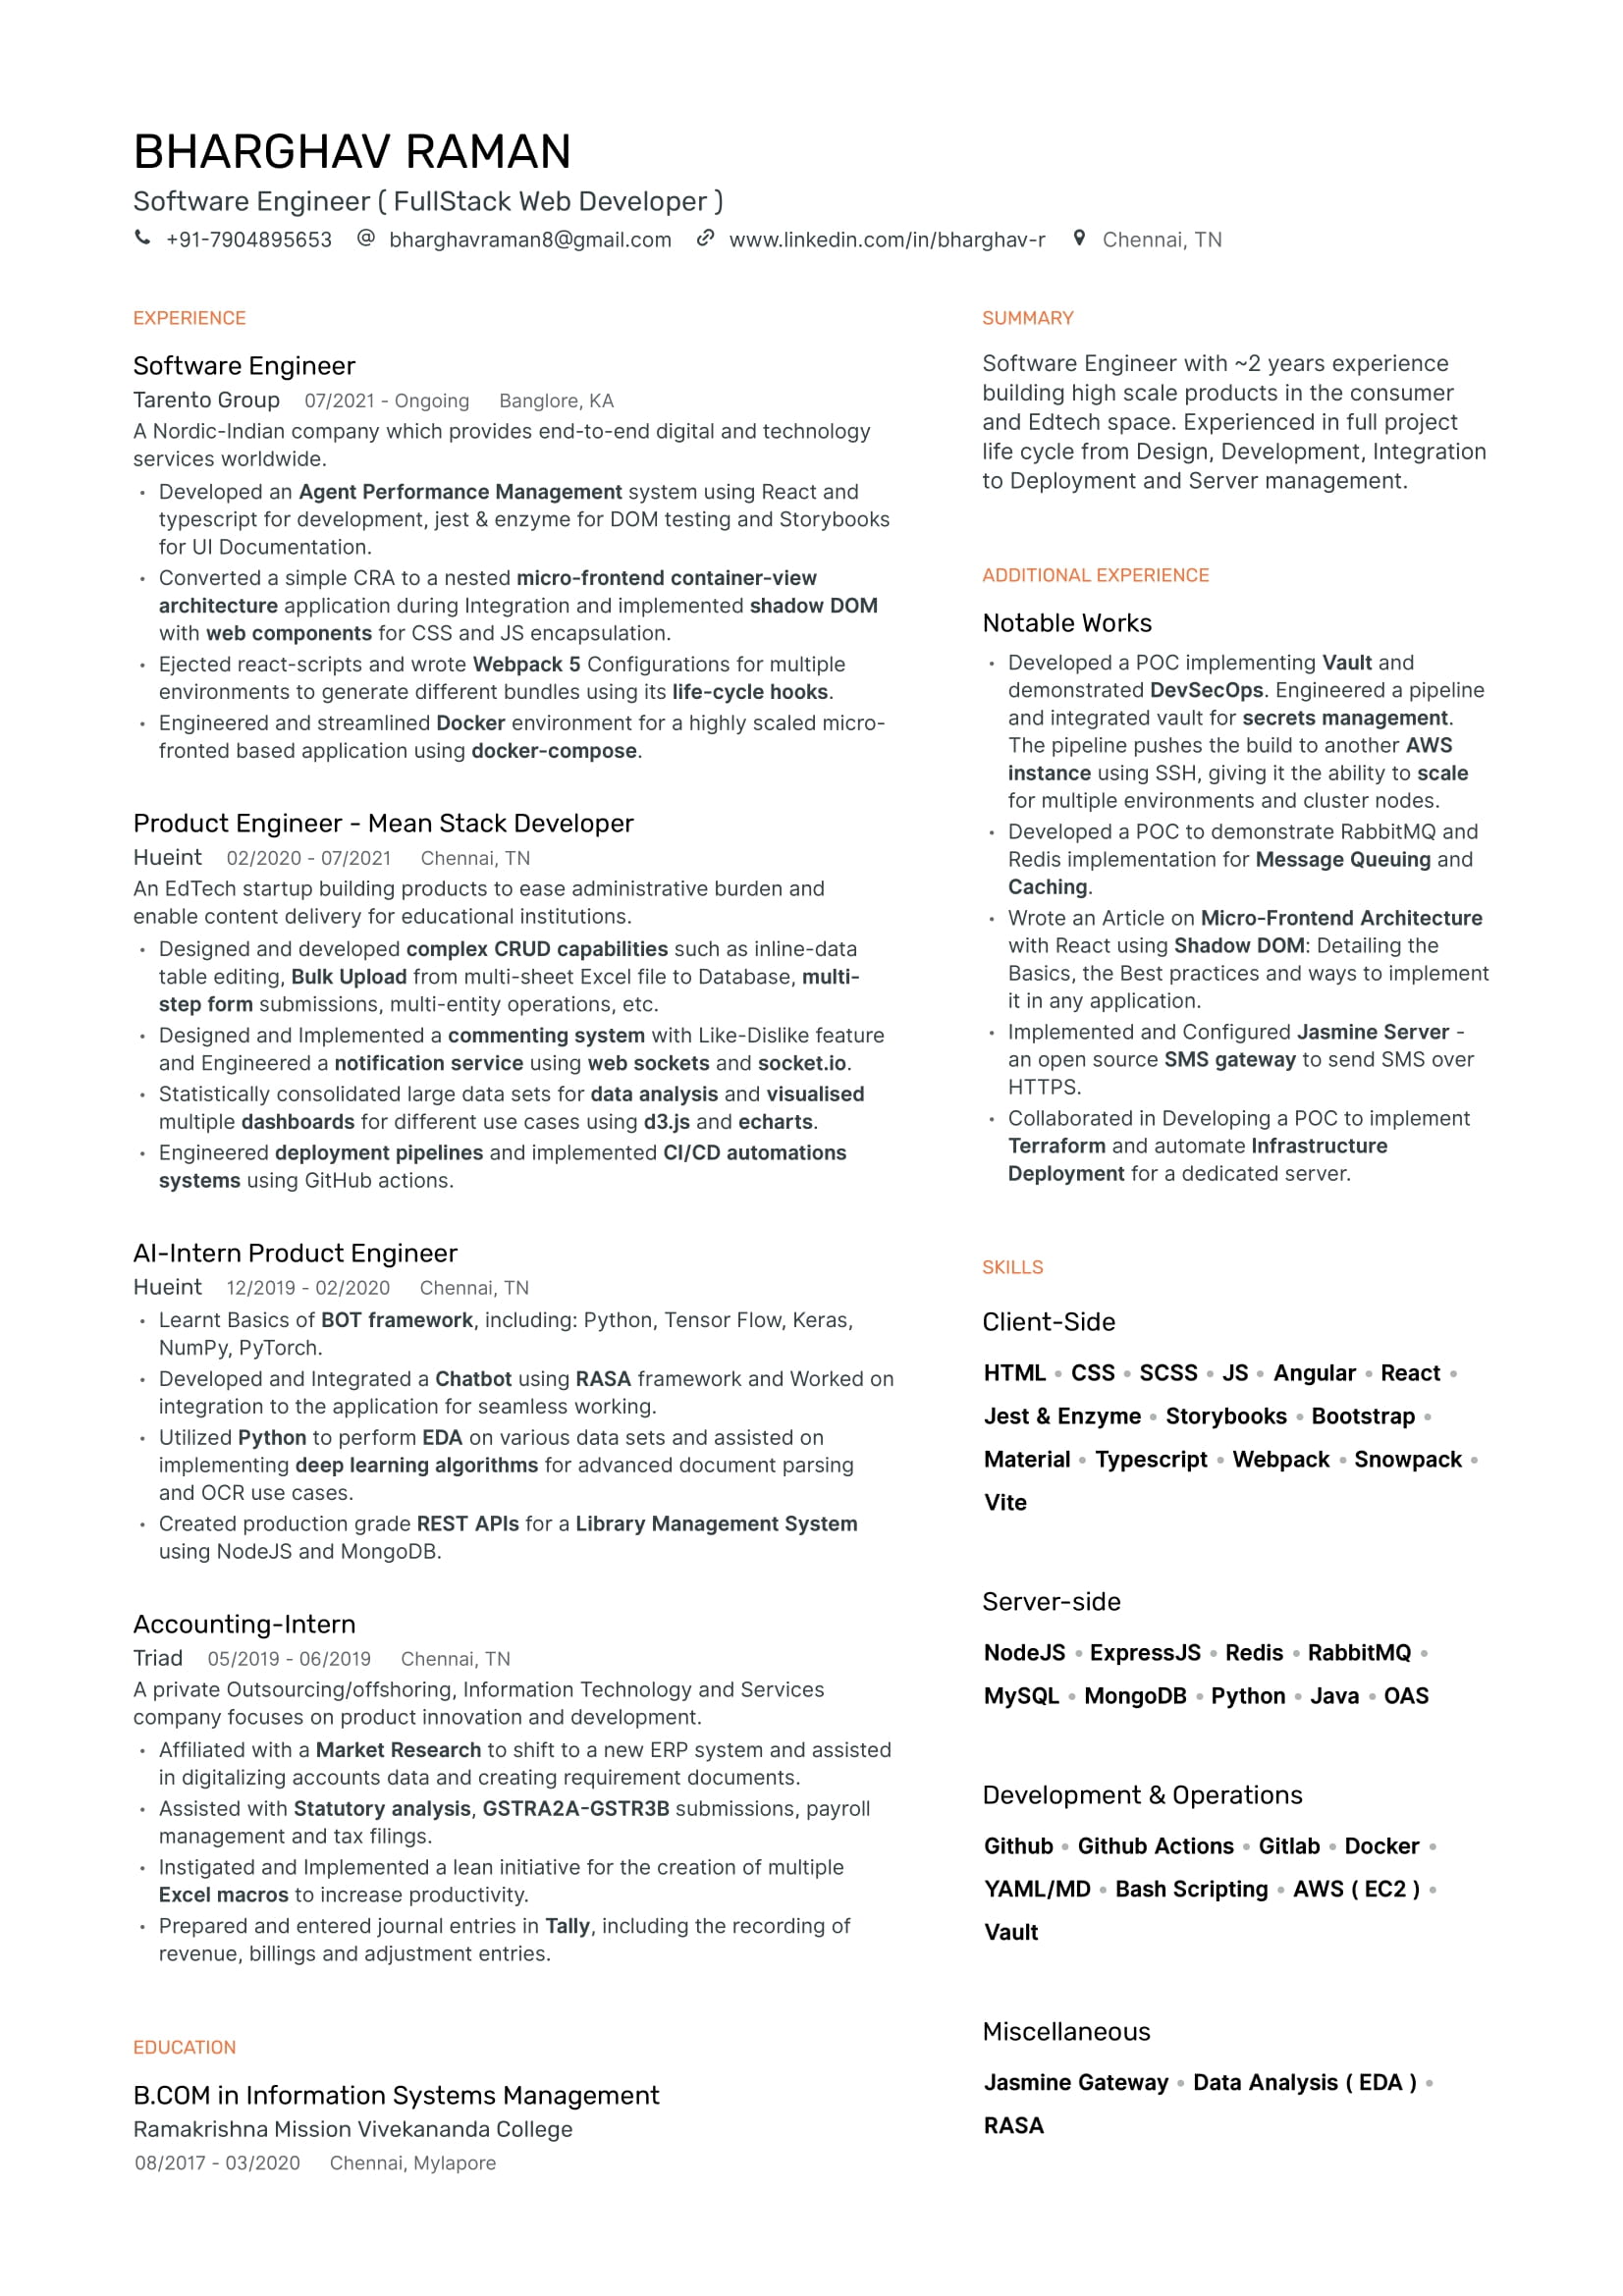 BHARGHAV RAMAN
Software Engineer ( FullStack Web Developer )
+91-7904895653 @ bharghavraman8@gmail.com www.linkedin.com/in/bharghav-r Chennai, TN
EXPERIENCE
Software Engineer
Tarento Group 07/2021 - Ongoing Banglore, KA
A Nordic-Indian company which provides end-to-end digital and technology
services worldwide.
• Developed an Agent Performance Management system using React and
typescript for development, jest & enzyme for DOM testing and Storybooks
for UI Documentation.
• Converted a simple CRA to a nested micro-frontend container-view
architecture application during Integration and implemented shadow DOM
with web components for CSS and JS encapsulation.
• Ejected react-scripts and wrote Webpack 5 Configurations for multiple
environments to generate different bundles using its life-cycle hooks.
• Engineered and streamlined Docker environment for a highly scaled micro-
fronted based application using docker-compose.
Product Engineer - Mean Stack Developer
Hueint 02/2020 - 07/2021 Chennai, TN
An EdTech startup building products to ease administrative burden and
enable content delivery for educational institutions.
• Designed and developed complex CRUD capabilities such as inline-data
table editing, Bulk Upload from multi-sheet Excel file to Database, multi-
step form submissions, multi-entity operations, etc.
• Designed and Implemented a commenting system with Like-Dislike feature
and Engineered a notification service using web sockets and socket.io.
• Statistically consolidated large data sets for data analysis and visualised
multiple dashboards for different use cases using d3.js and echarts.
• Engineered deployment pipelines and implemented CI/CD automations
systems using GitHub actions.
AI-Intern Product Engineer
Hueint 12/2019 - 02/2020 Chennai, TN
• Learnt Basics of BOT framework, including: Python, Tensor Flow, Keras,
NumPy, PyTorch.
• Developed and Integrated a Chatbot using RASA framework and Worked on
integration to the application for seamless working.
• Utilized Python to perform EDA on various data sets and assisted on
implementing deep learning algorithms for advanced document parsing
and OCR use cases.
• Created production grade REST APIs for a Library Management System
using NodeJS and MongoDB.
Accounting-Intern
Triad 05/2019 - 06/2019 Chennai, TN
A private Outsourcing/offshoring, Information Technology and Services
company focuses on product innovation and development.
• Affiliated with a Market Research to shift to a new ERP system and assisted
in digitalizing accounts data and creating requirement documents.
• Assisted with Statutory analysis, GSTRA2A-GSTR3B submissions, payroll
management and tax filings.
• Instigated and Implemented a lean initiative for the creation of multiple
Excel macros to increase productivity.
• Prepared and entered journal entries in Tally, including the recording of
revenue, billings and adjustment entries.
EDUCATION
B.COM in Information Systems Management
Ramakrishna Mission Vivekananda College
08/2017 - 03/2020 Chennai, Mylapore
SUMMARY
Software Engineer with ~2 years experience
building high scale products in the consumer
and Edtech space. Experienced in full project
life cycle from Design, Development, Integration
to Deployment and Server management.
ADDITIONAL EXPERIENCE
Notable Works
• Developed a POC implementing Vault and
demonstrated DevSecOps. Engineered a pipeline
and integrated vault for secrets management.
The pipeline pushes the build to another AWS
instance using SSH, giving it the ability to scale
for multiple environments and cluster nodes.
• Developed a POC to demonstrate RabbitMQ and
Redis implementation for Message Queuing and
Caching.
• Wrote an Article on Micro-Frontend Architecture
with React using Shadow DOM: Detailing the
Basics, the Best practices and ways to implement
it in any application.
• Implemented and Configured Jasmine Server -
an open source SMS gateway to send SMS over
HTTPS.
• Collaborated in Developing a POC to implement
Terraform and automate Infrastructure
Deployment for a dedicated server.
SKILLS
Client-Side
HTML • CSS • SCSS • JS • Angular • React •
Jest & Enzyme • Storybooks • Bootstrap •
Material • Typescript • Webpack • Snowpack •
Vite
Server-side
NodeJS • ExpressJS • Redis • RabbitMQ •
MySQL • MongoDB • Python • Java • OAS
Development & Operations
Github • Github Actions • Gitlab • Docker •
YAML/MD • Bash Scripting • AWS ( EC2 ) •
Vault
Miscellaneous
Jasmine Gateway • Data Analysis ( EDA ) •
RASA